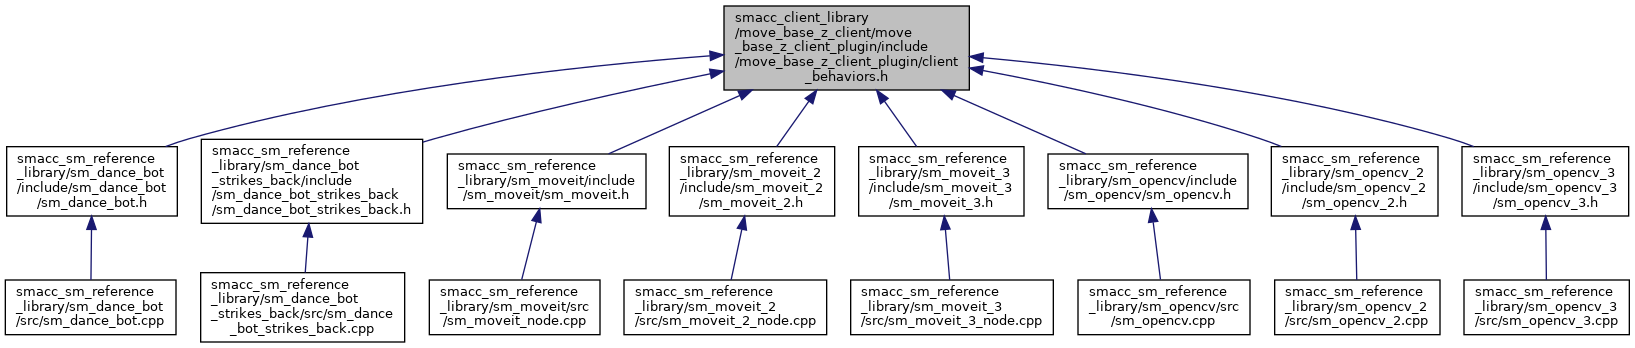 smacc_client_library
/move_base_z_client/move
_base_z_client_plugin/include
/move_base_z_client_plugin/client
_behaviors.h
smacc_sm_reference
_library/sm_dance_bot
/include/sm_dance_bot
/sm_dance_bot.h
smacc_sm_reference
_library/sm_dance_bot
_strikes_back/include
/sm_dance_bot_strikes_back
/sm_dance_bot_strikes_back.h
smacc_sm_reference
_library/sm_moveit/include
/sm_moveit/sm_moveit.h
smacc_sm_reference
_library/sm_moveit_2
/include/sm_moveit_2
/sm_moveit_2.h
smacc_sm_reference
_library/sm_moveit_3
/include/sm_moveit_3
/sm_moveit_3.h
smacc_sm_reference
_library/sm_opencv/include
/sm_opencv/sm_opencv.h
smacc_sm_reference
_library/sm_opencv_2
/include/sm_opencv_2
/sm_opencv_2.h
smacc_sm_reference
_library/sm_opencv_3
/include/sm_opencv_3
/sm_opencv_3.h
smacc_sm_reference
_library/sm_dance_bot
/src/sm_dance_bot.cpp
smacc_sm_reference
_library/sm_dance_bot
_strikes_back/src/sm_dance
_bot_strikes_back.cpp
smacc_sm_reference
_library/sm_moveit/src
/sm_moveit_node.cpp
smacc_sm_reference
_library/sm_moveit_2
/src/sm_moveit_2_node.cpp
smacc_sm_reference
_library/sm_moveit_3
/src/sm_moveit_3_node.cpp
smacc_sm_reference
_library/sm_opencv/src
/sm_opencv.cpp
smacc_sm_reference
_library/sm_opencv_2
/src/sm_opencv_2.cpp
smacc_sm_reference
_library/sm_opencv_3
/src/sm_opencv_3.cpp